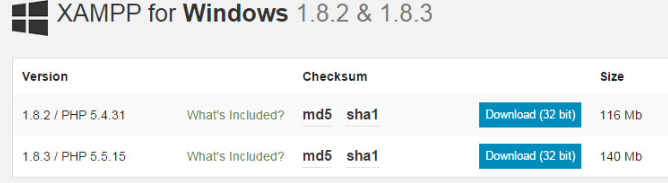 XAMPP for Windows 1.8.2 & 1.8.3
Version Checksum Size
1.8.2 / PHP 5.4.31 What's Included? md5 sha1 Download (32 bit) 116 Mb
1.8.3 / PHP 5.5.15 What's Included? md5 sha1 Download (32 bit) 140 Mb